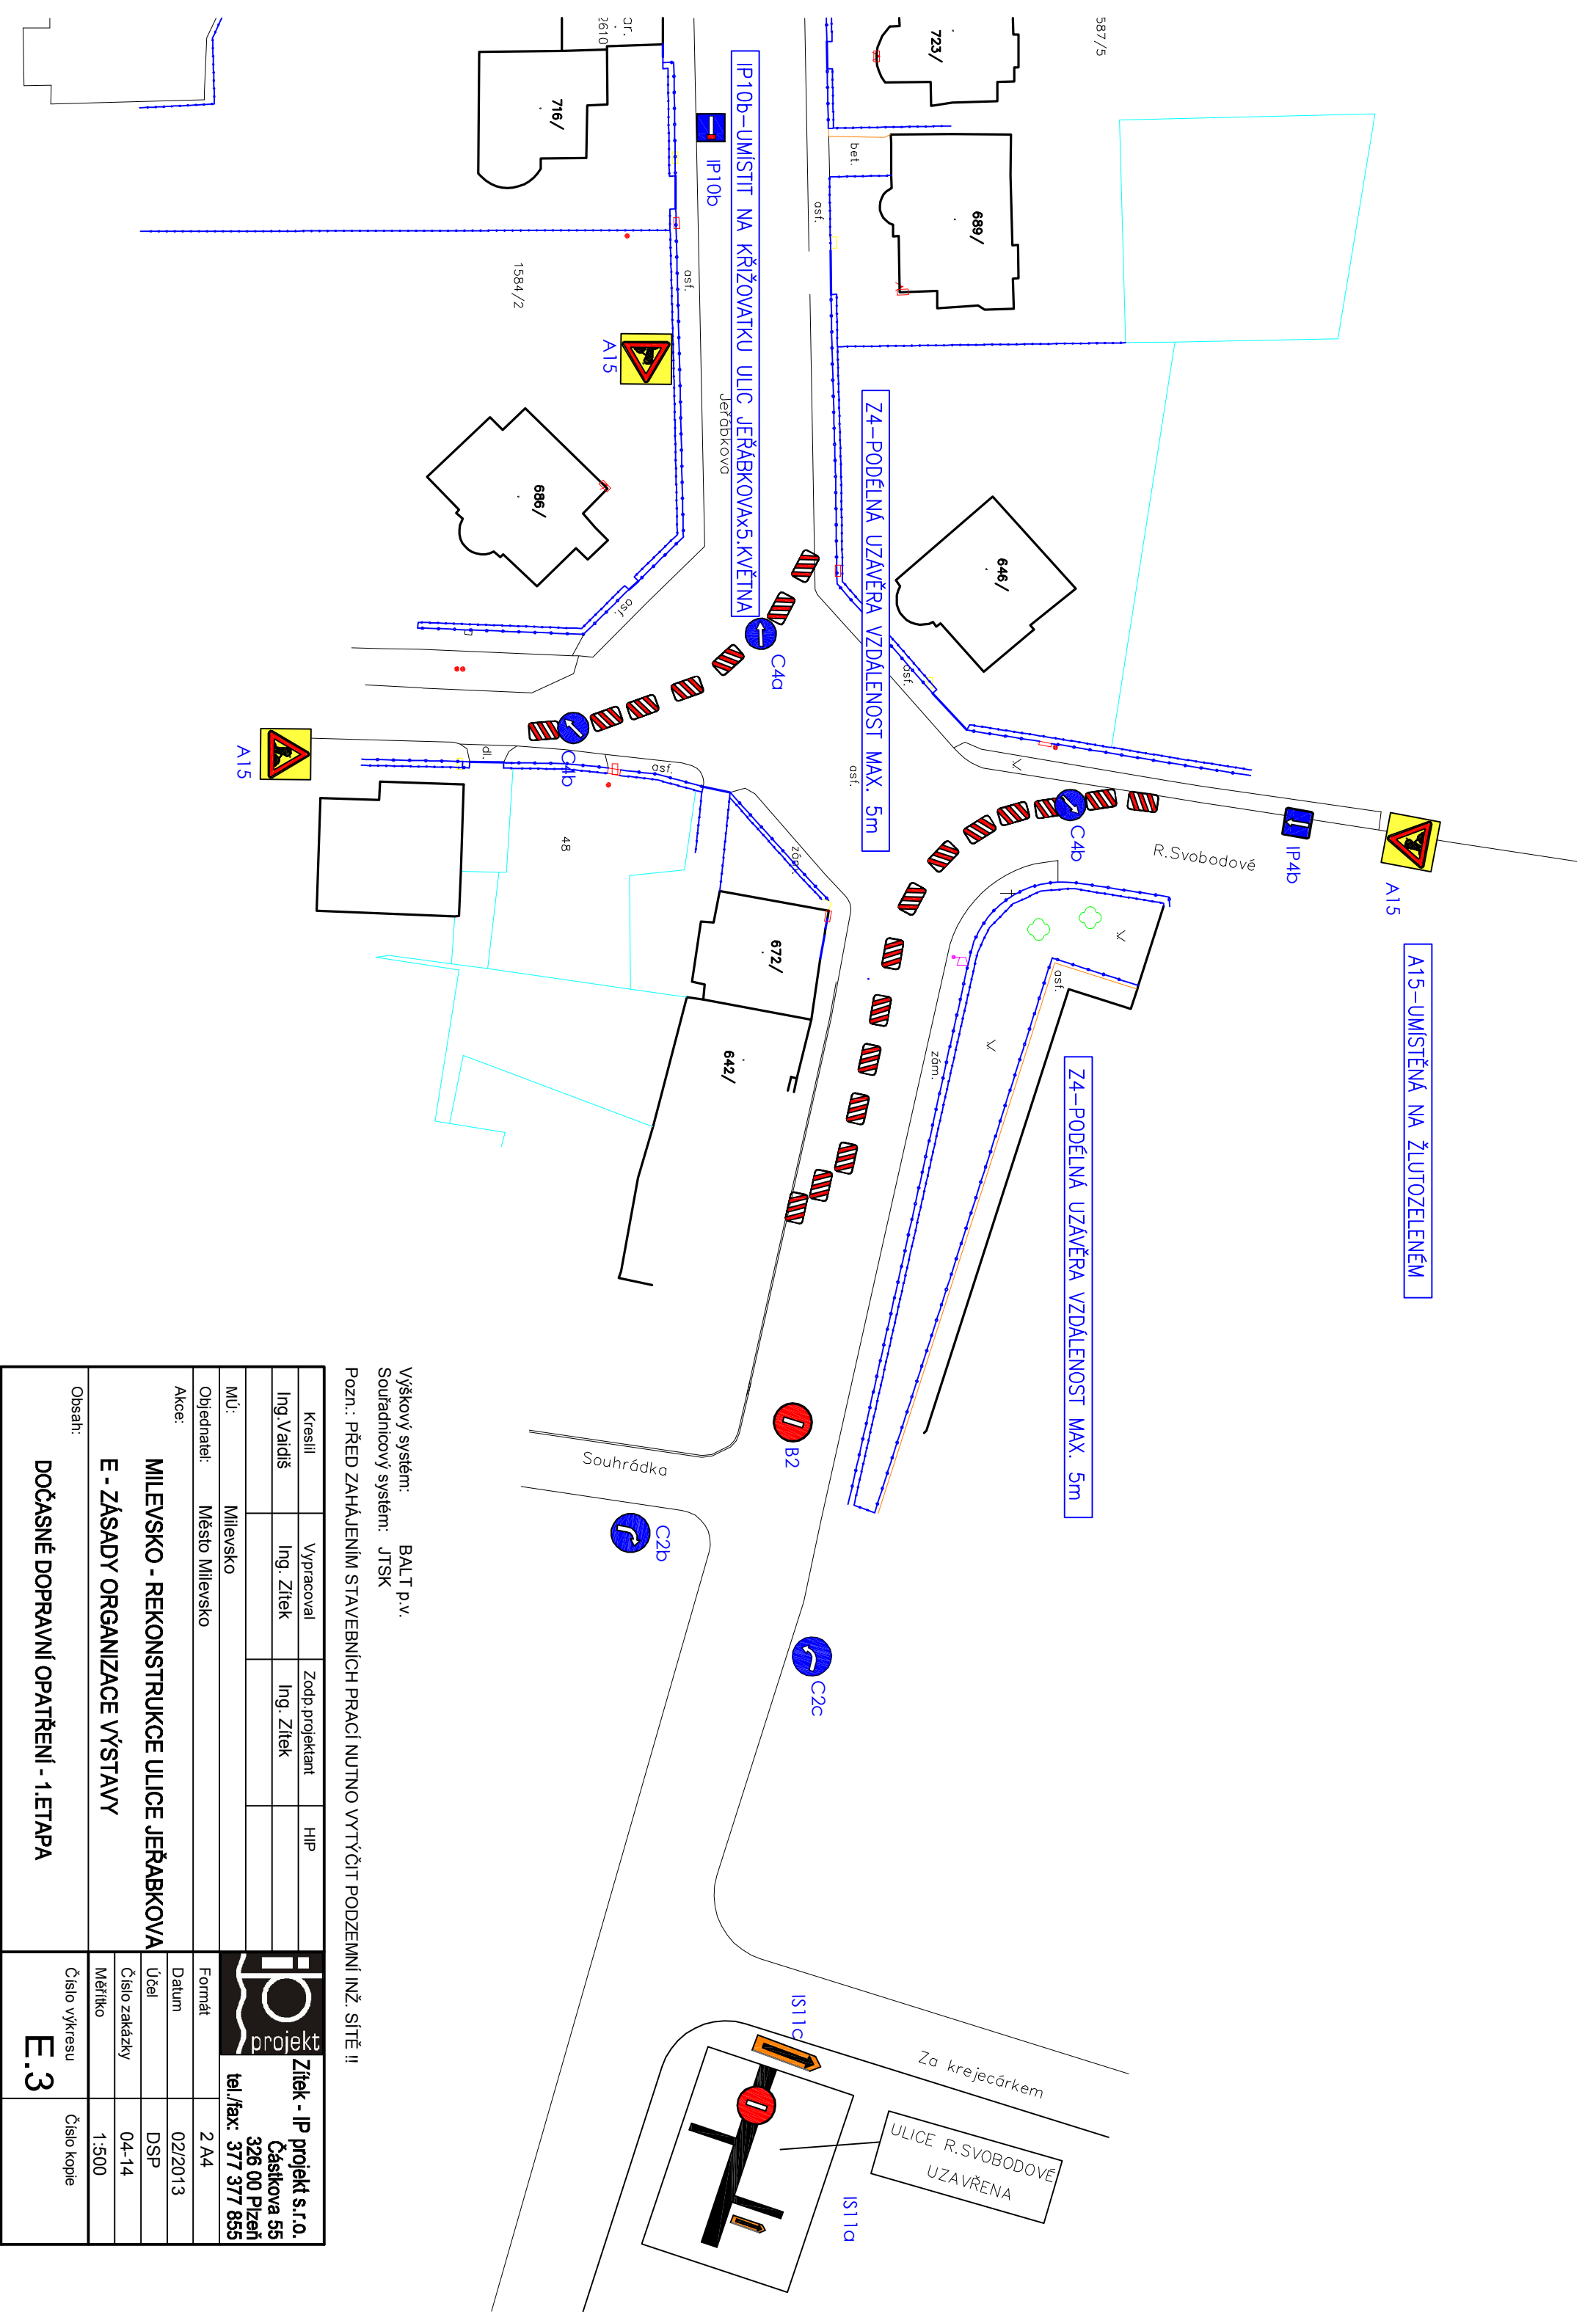 587/5
723/
bet.
689/
asf.
IP10b-UMÍSTIT NA KŘIŽOVATKU ULIC JEŘÁBKOVAx5.KVĚTNA
IP10b
716/
1584/2
asf.
A15
Jeřábkova
Z4-PODÉLNÁ UZÁVĚRA VZDÁLENOST MAX. 5m
646/
686/
asf.
asf.
C4a
C4b
C4b
A15
dl.
asf.
asf.
48
zám.
R.Svobodové
IP4b
A15
A15-UMÍSTĚNÁ NA ŽLUTOZELENÉM
asf.
672/
642/
zám.
Z4-PODÉLNÁ UZÁVĚRA VZDÁLENOST MAX. 5m
B2
Souhrádka
C2b
C2c
IS11c
Za krejecárkem
ULICE R.SVOBODOVÉ
UZAVŘENA
IS11a
Výškový systém: BALT p.v.
Souřadnicový systém: JTSK
Pozn.: PŘED ZAHÁJENÍM STAVEBNÍCH PRACÍ NUTNO VYTÝČIT PODZEMNÍ INŽ. SÍTĚ !!
Kreslil Vypracoval Zodp.projektant HIP
Ing.Vaidiš Ing. Zítek Ing. Zítek
MÚ: Milevsko
Objednatel: Město Milevsko
Akce:
MILEVSKO - REKONSTRUKCE ULICE JEŘÁBKOVA
E - ZÁSADY ORGANIZACE VÝSTAVY
Obsah:
DOČASNÉ DOPRAVNÍ OPATŘENÍ - 1.ETAPA
ip projekt
Zítek - IP projekt s.r.o.
Částkova 55
326 00 Plzeň
tel./fax: 377 377 855
Formát 2 A4
Datum 02/2013
Účel DSP
Číslo zakázky 04-14
Měřítko 1:500
Číslo výkresu Číslo kopie
E.3